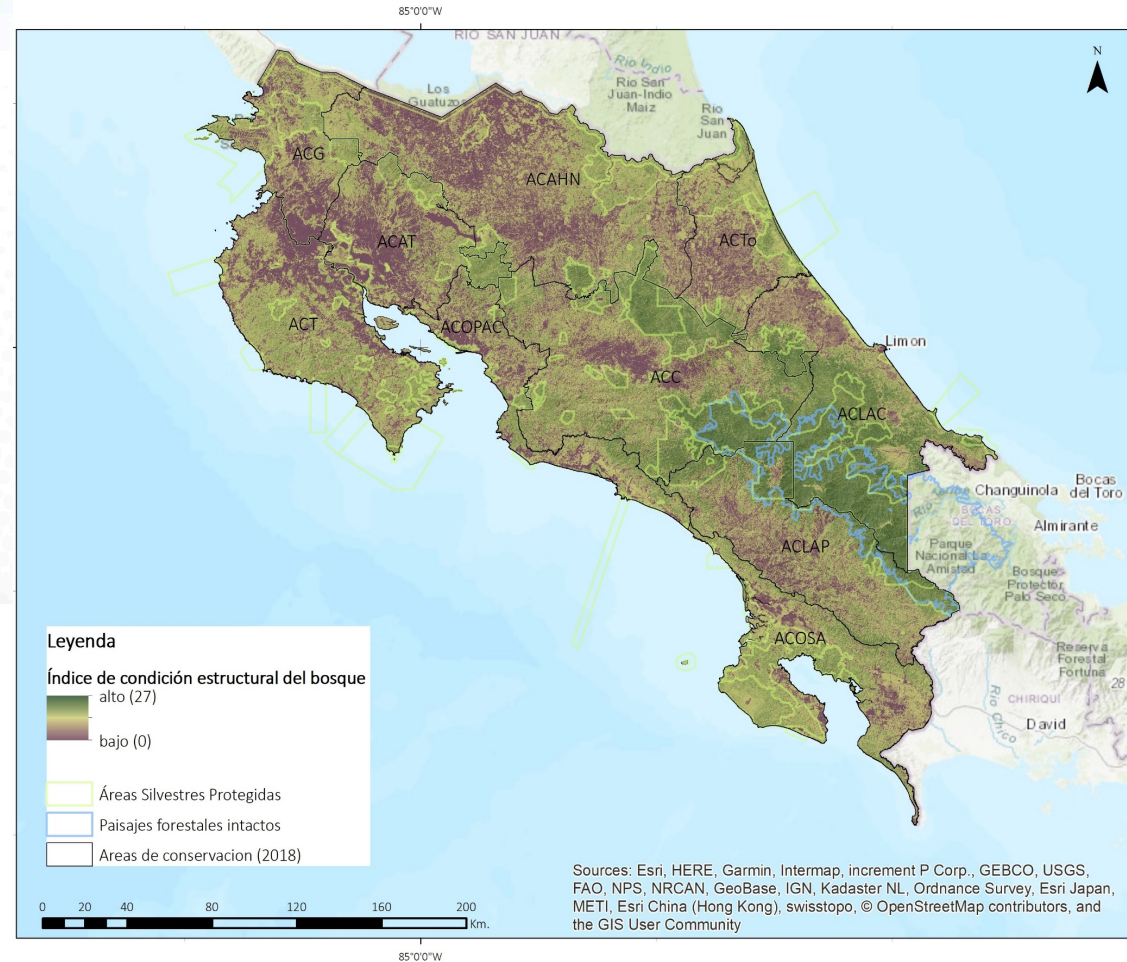 85°0'0"W
RIO SAN JUAN
N
Río Indio
Los
Guatuzo
Rio San
Juan-Indio
Maiz
Rio
San
Juan
ACG
ACAHN
ACAT
ACTo
ACT
ACOPAC
Limon
ACC
ACLAC
Changuinola
Bocas
del Toro
BOCAS
DEL TORO
Almirante
ACLAP
Parque
Nacional La
Amistad
Bosque
Protector
Palo Seco
ACOSA
Reserva
Forestal
Fortuna
28
CHIRIQUÍ
Río Chico
David
Leyenda
Índice de condición estructural del bosque
alto (27)
bajo (0)
Áreas Silvestres Protegidas
Paisajes forestales intactos
Areas de conservacion (2018)
0 20 40 80 120 160 200
Km.
Sources: Esri, HERE, Garmin, Intermap, increment P Corp., GEBCO, USGS,
FAO, NPS, NRCAN, GeoBase, IGN, Kadaster NL, Ordnance Survey, Esri Japan,
METI, Esri China (Hong Kong), swisstopo, © OpenStreetMap contributors, and
the GIS User Community
85°0'0"W